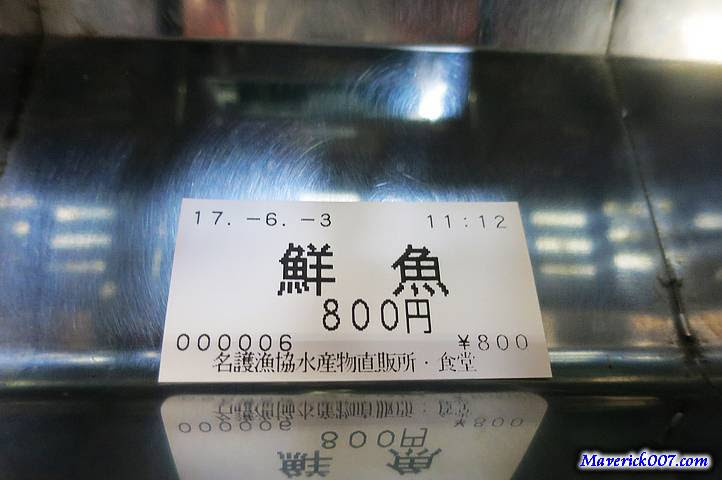 17.-6.-3 11:12
鮮魚
800円
000006 ¥800
名護漁協水産物直販所・食堂
Maverick007.com